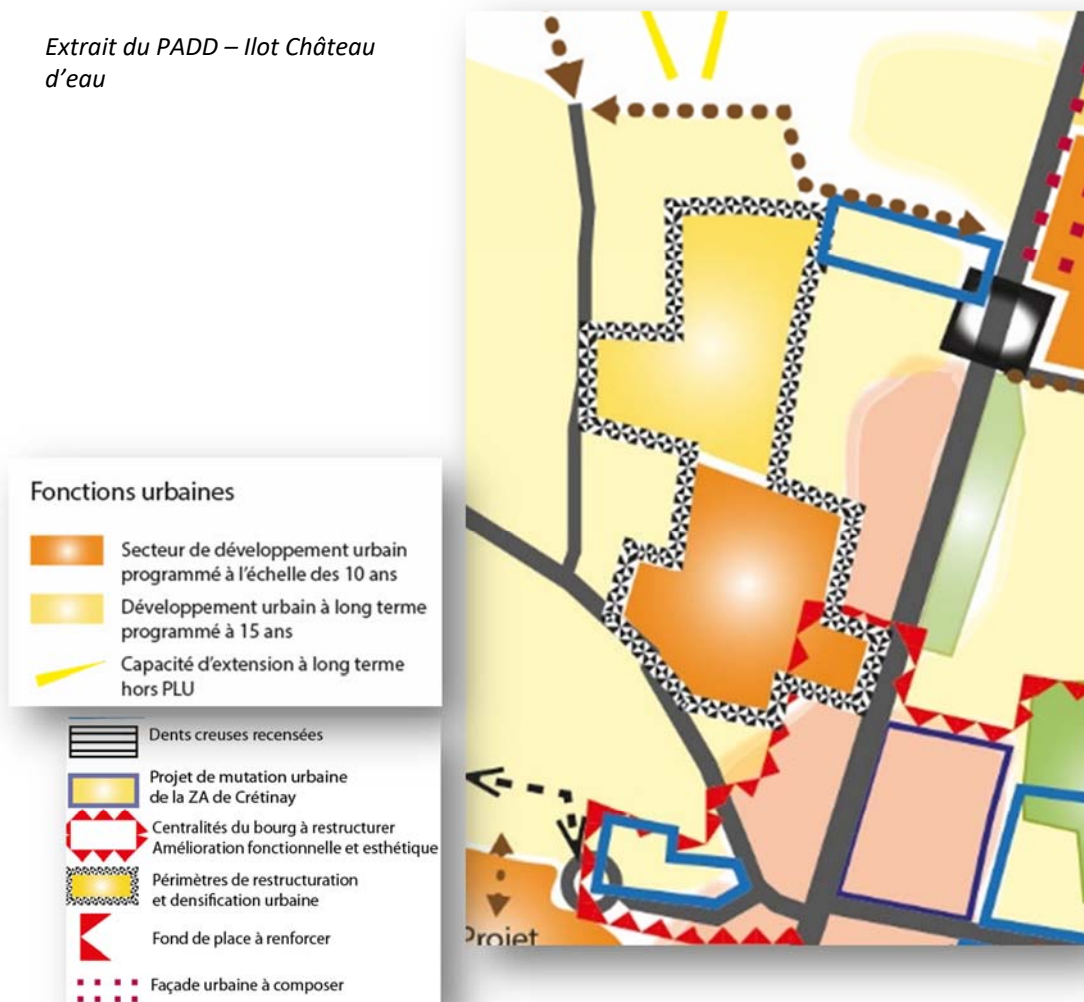 Extrait du PADD – Ilot Château
d'eau
Fonctions urbaines
Secteur de développement urbain
programmé à l'échelle des 10 ans
Développement urbain à long terme
programmé à 15 ans
Capacité d'extension à long terme
hors PLU
Dents creuses recensées
Projet de mutation urbaine
de la ZA de Crétinay
Centralités du bourg à restructurer
Amélioration fonctionnelle et esthétique
Périmètres de restructuration
et densification urbaine
Fond de place à renforcer
Façade urbaine à composer
Projet